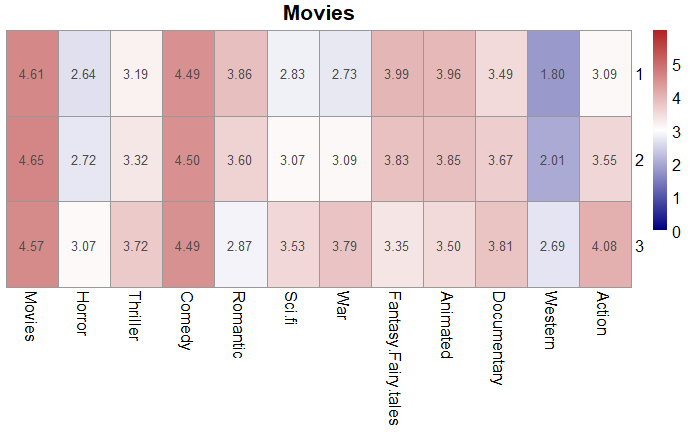 Movies
4.61 2.64 3.19 4.49 3.86 2.83 2.73 3.99 3.96 3.49 1.80 3.09 1
4.65 2.72 3.32 4.50 3.60 3.07 3.09 3.83 3.85 3.67 2.01 3.55 2
4.57 3.07 3.72 4.49 2.87 3.53 3.79 3.35 3.50 3.81 2.69 4.08 3
Movies
Horror
Thriller
Comedy
Romantic
Sci.fi
War
Fantasy.Fairy.tales
Animated
Documentary
Western
Action
5
4
3
2
1
0